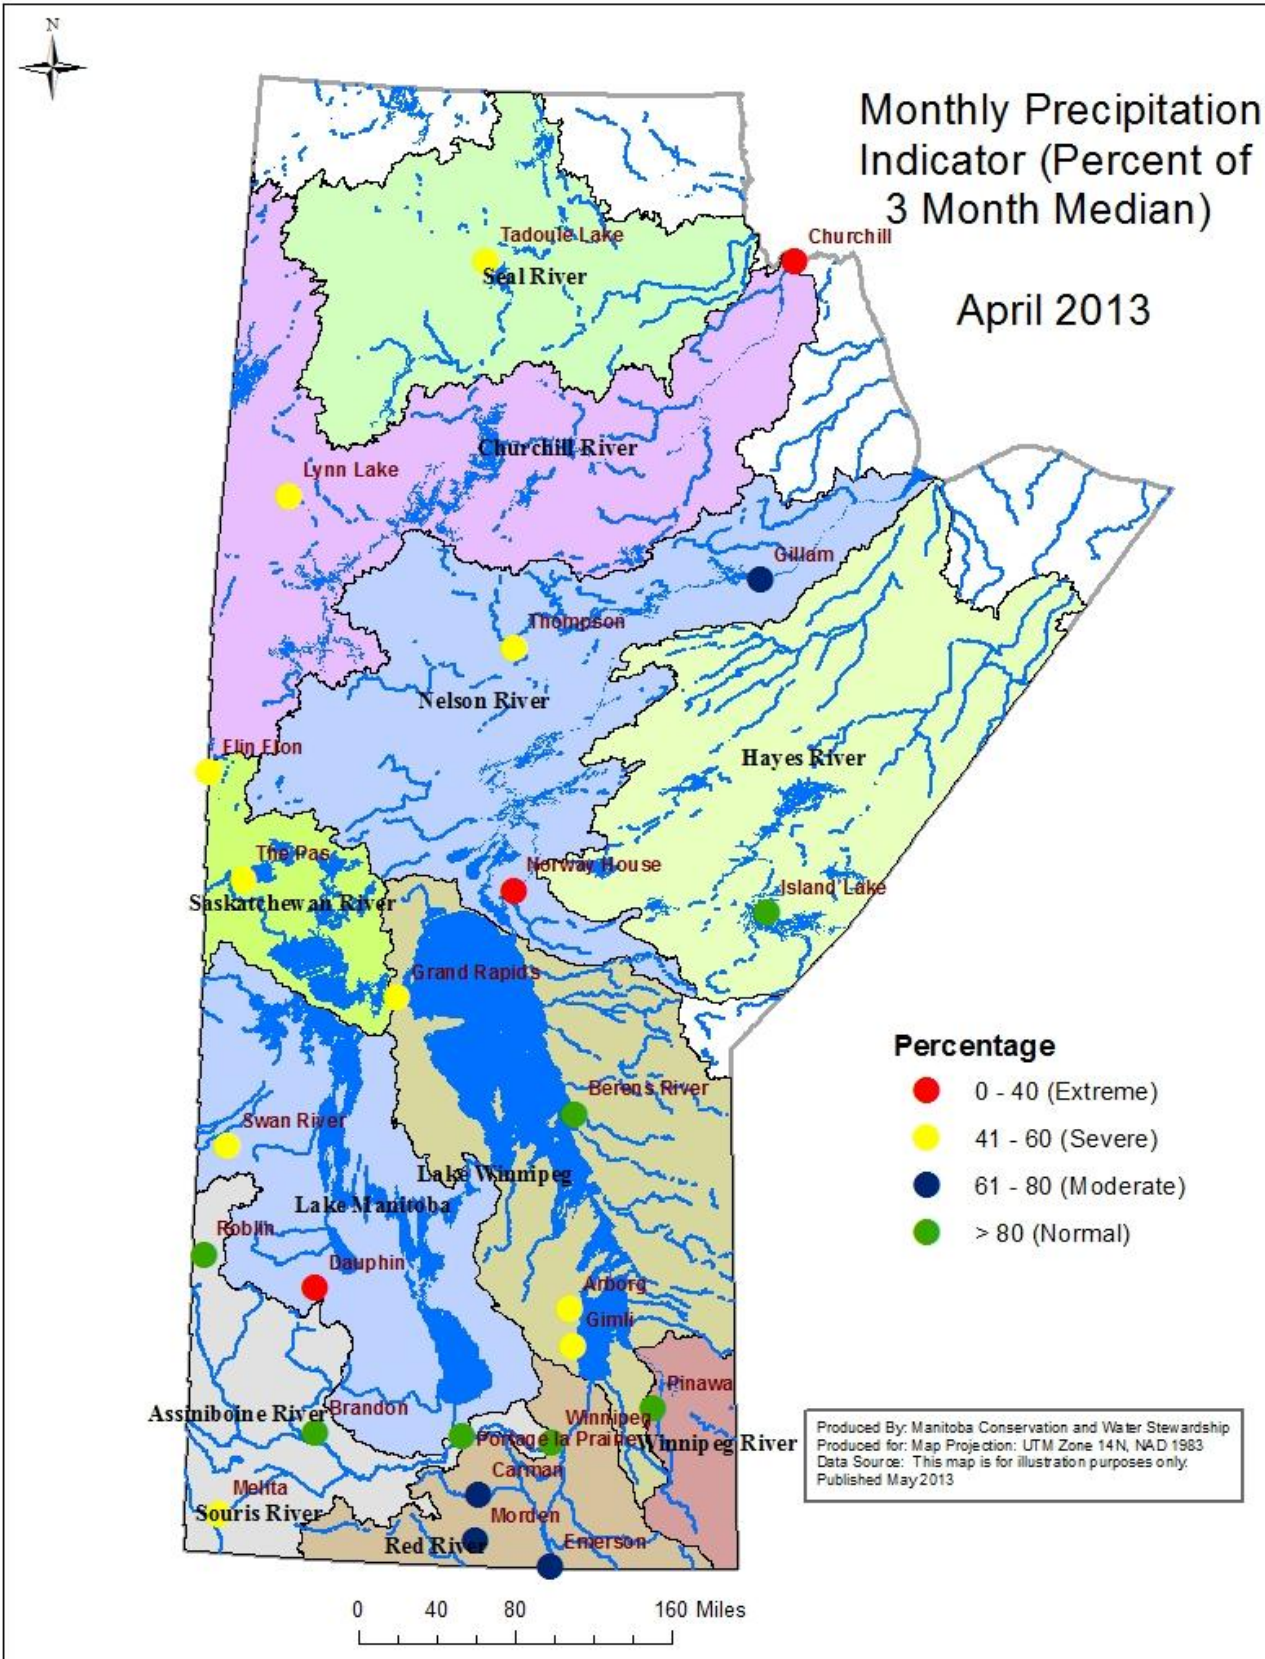 N
Monthly Precipitation
Indicator (Percent of
3 Month Median)
April 2013
Tadoule Lake
Churchill
Seal River
Churchill River
Lynn Lake
Gillam
Thompson
Nelson River
Flin Flon
Hayes River
The Pas
Norway House
Island Lake
Saskatchewan River
Grand Rapids
Percentage
0 - 40 (Extreme)
41 - 60 (Severe)
61 - 80 (Moderate)
> 80 (Normal)
Berens River
Swan River
Lake Winnipeg
Lake Manitoba
Roblin
Dauphin
Arborg
Gimli
Pinawa
Assiniboine River
Brandon
Winnipeg
Portage la Prairie
Winnipeg River
Carman
Melita
Souris River
Morden
Red River
Emerson
Produced By: Manitoba Conservation and Water Stewardship
Produced for: Map Projection: UTM Zone 14N, NAD 1983
Data Source: This map is for illustration purposes only.
Published May 2013
0 40 80 160 Miles